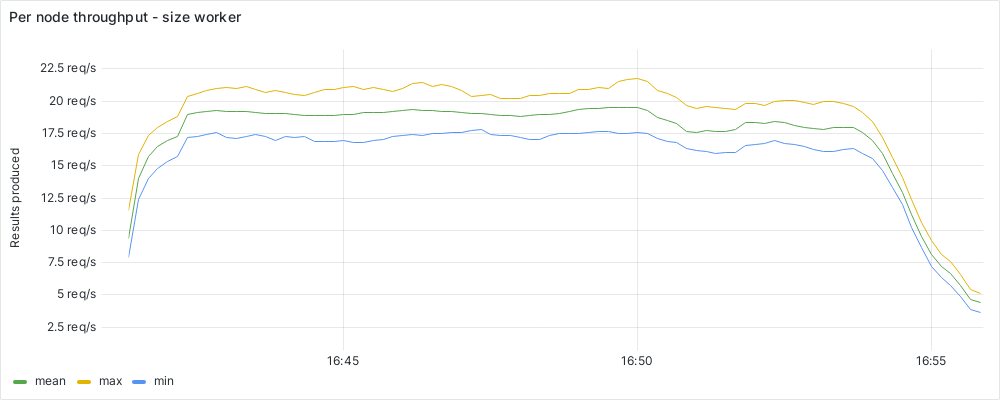 Per node throughput - size worker
Results produced
22.5 req/s
20 req/s
17.5 req/s
15 req/s
12.5 req/s
10 req/s
7.5 req/s
5 req/s
2.5 req/s
16:45
16:50
16:55
mean
max
min